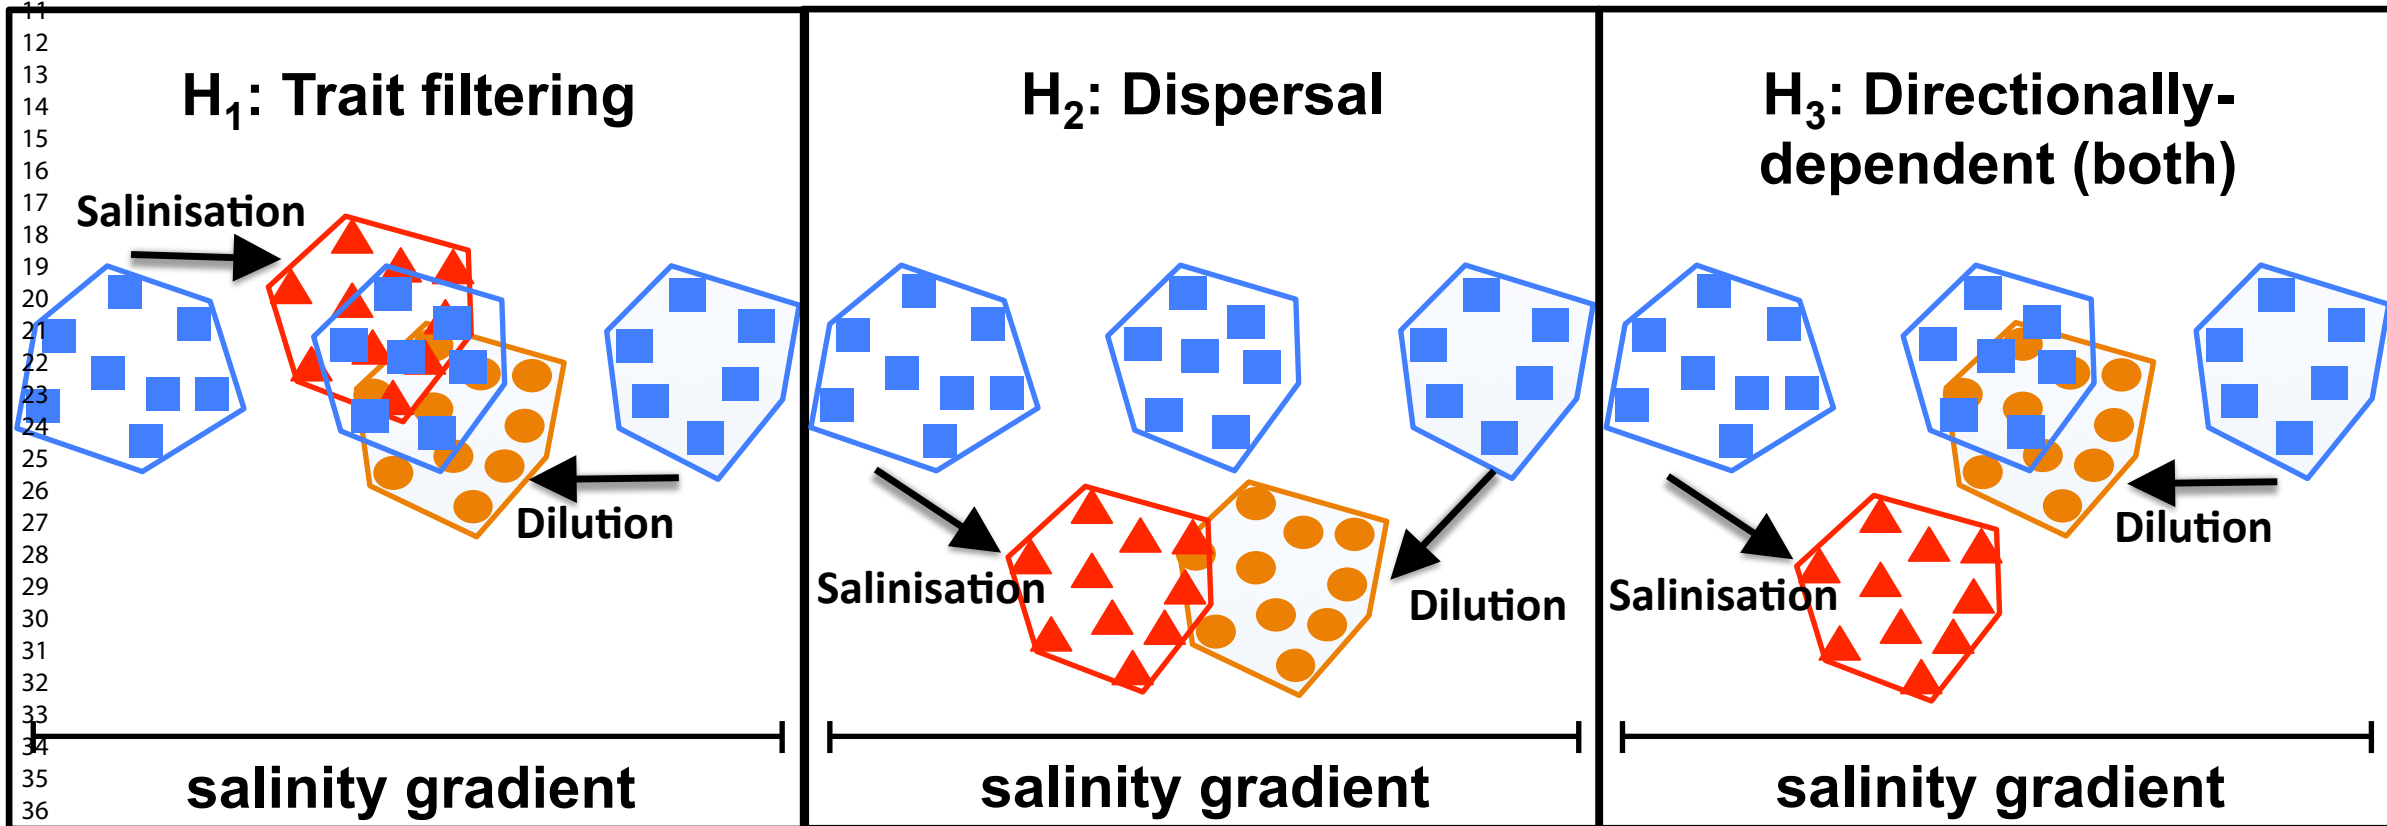 11
12
13
14
15
16
17
18
19
20
21
22
23
24
25
26
27
28
29
30
31
32
33
34
35
36
H₁: Trait filtering
Salinisation
Dilution
salinity gradient
H₂: Dispersal
Salinisation
Dilution
salinity gradient
H₃: Directionally-
dependent (both)
Salinisation
Dilution
salinity gradient